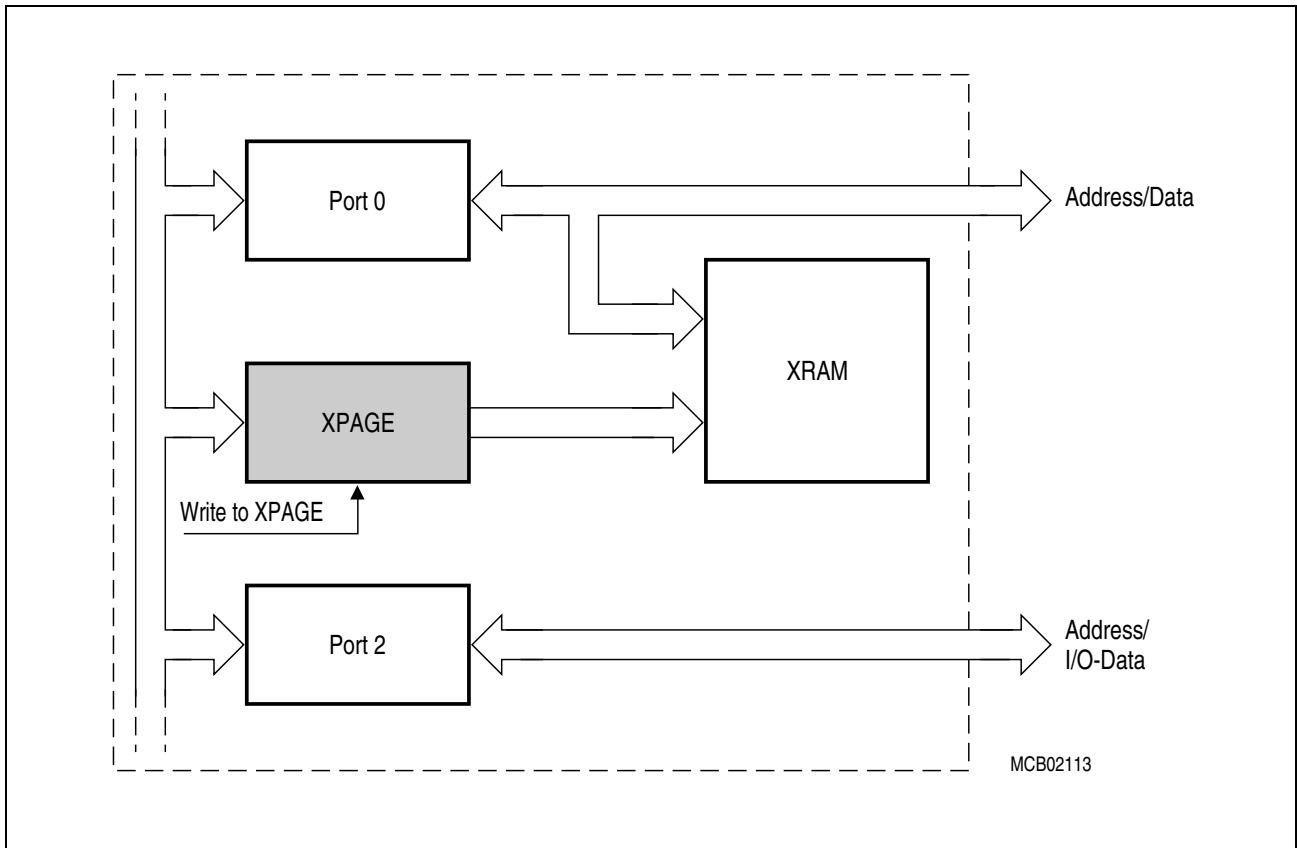 Port 0
Address/Data
XRAM
XPAGE
Write to XPAGE
Port 2
Address/
I/O-Data
MCB02113